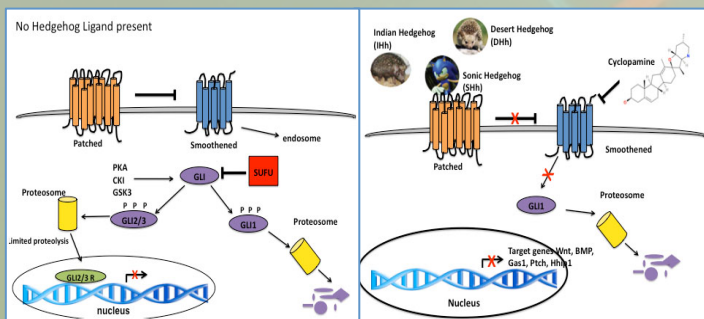 No Hedgehog Ligand present
Patched
Smoothened
endosome
PKA
CKI
GSK3
GLI
SUFU
Proteosome
P P P
GLI2/3
P P P
GLI1
Proteosome
Limited proteolysis
GLI2/3 R
nucleus
Indian Hedgehog
(IHh)
Desert Hedgehog
(DHh)
Sonic Hedgehog
(SHh)
Cyclopamine
Patched
Smoothened
GLI1
Proteosome
Target genes Wnt, BMP,
Gas1, Ptch, Hhip1
Nucleus